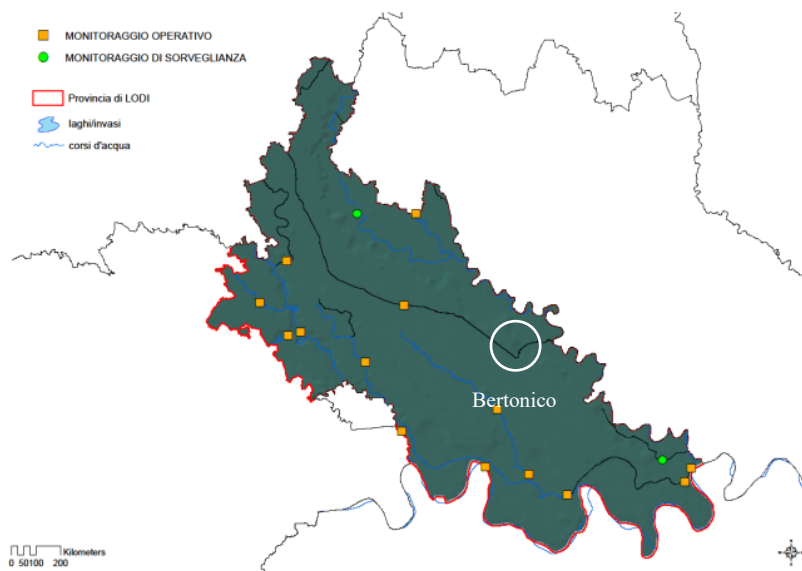 MONITORAGGIO OPERATIVO
MONITORAGGIO DI SORVEGLIANZA
Provincia di LODI
laghi/invasi
corsi d'acqua
Bertonico
Kilometers
0 50100 200